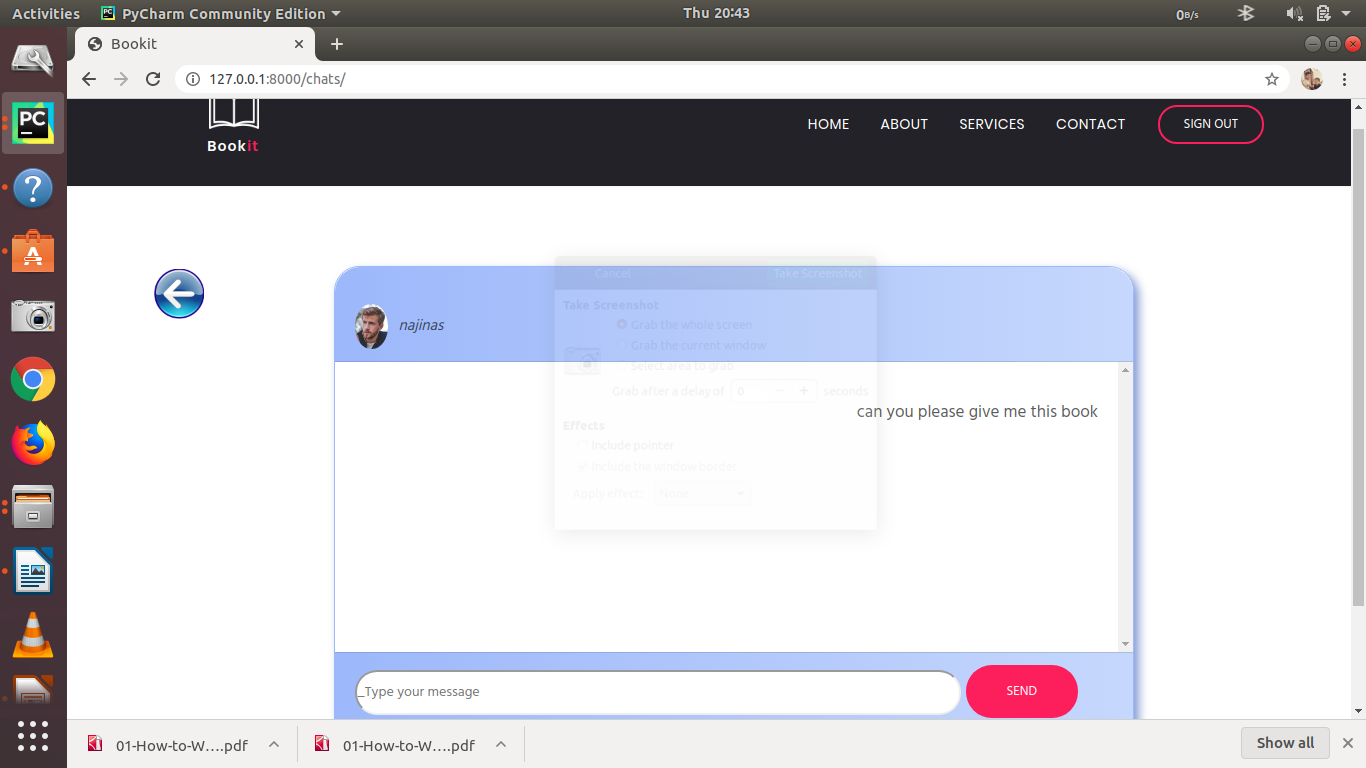 Activities PyCharm Community Edition Thu 20:43 0B/s
Bookit
127.0.0.1:8000/chats/
Bookit HOME ABOUT SERVICES CONTACT SIGN OUT
Cancel Take Screenshot
najinas
Take Screenshot
Grab the whole screen
Grab the current window
Select area to grab
Grab after a delay of 0 seconds
can you please give me this book
Effects
Include pointer
Include the window border
Apply effect: None
_Type your message SEND
01-How-to-W….pdf 01-How-to-W….pdf Show all